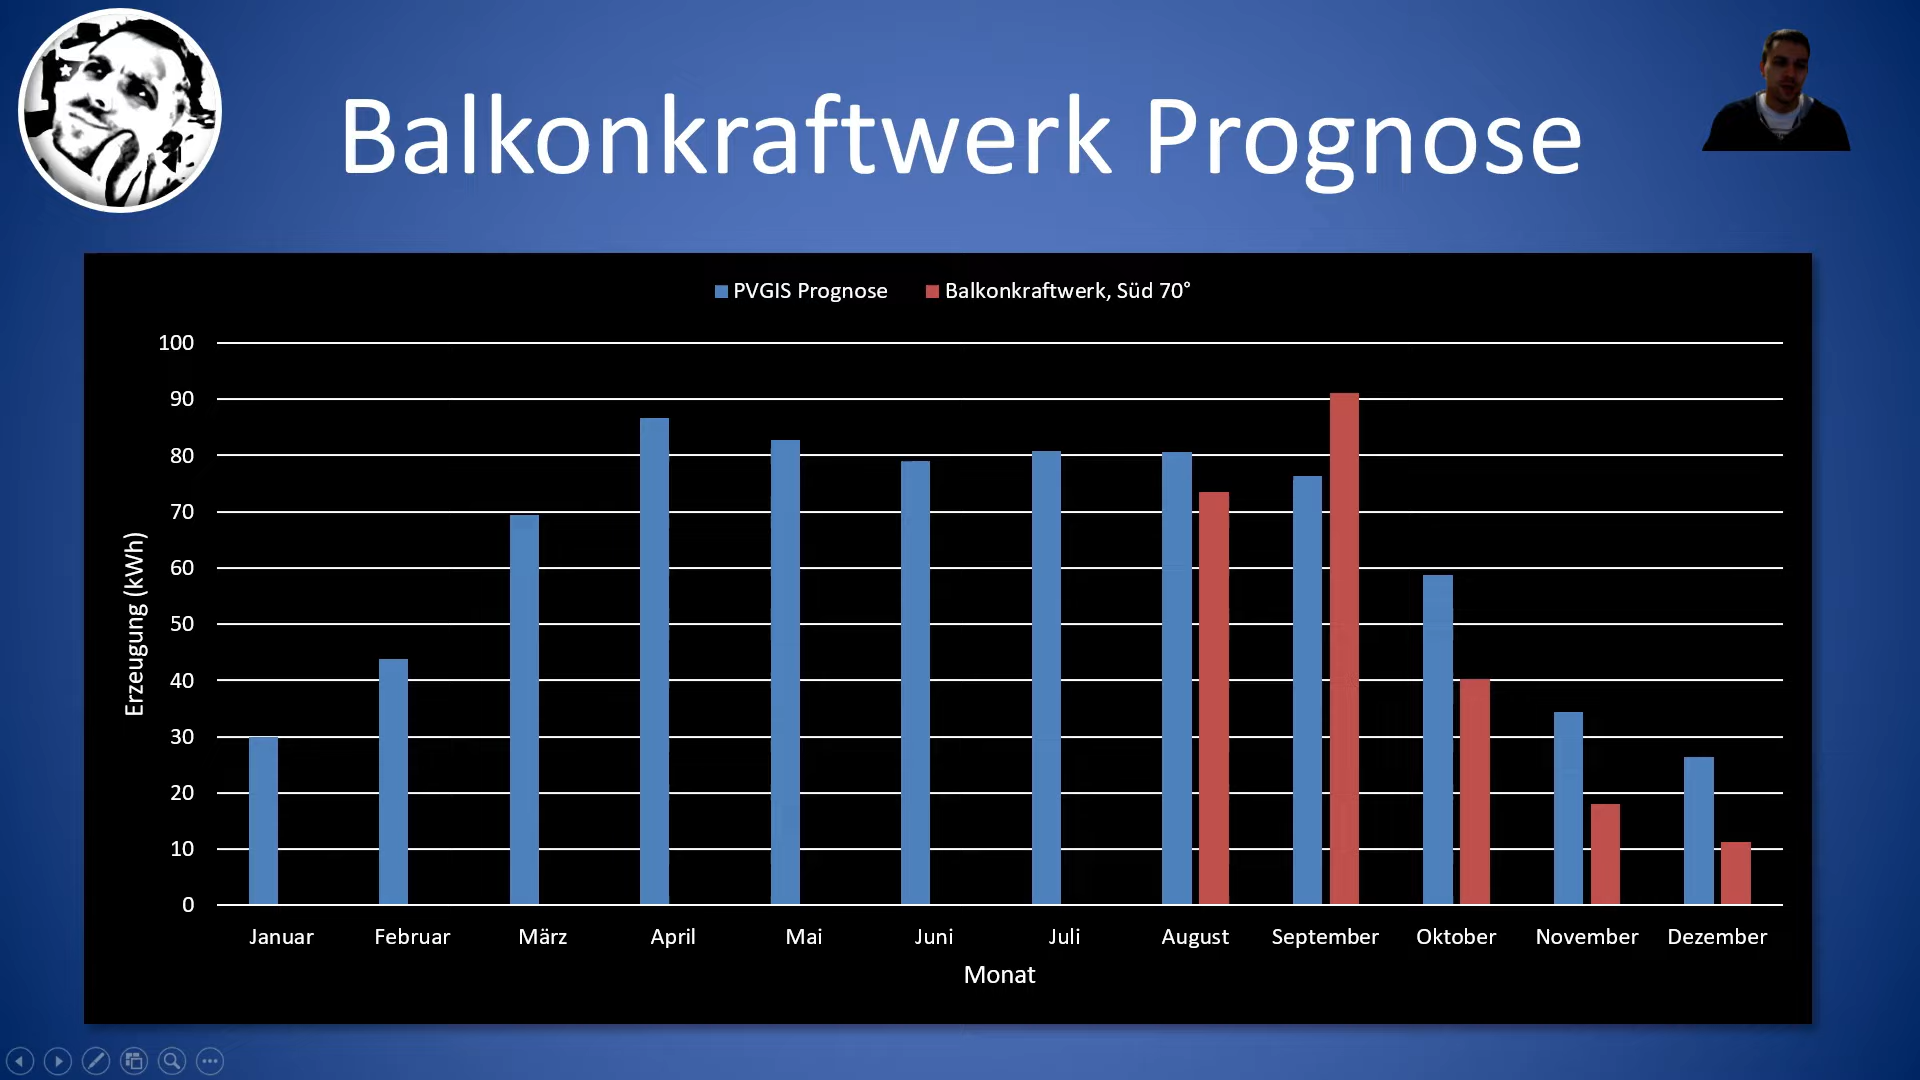 Balkonkraftwerk Prognose
PVGIS Prognose
Balkonkraftwerk, Süd 70°
100
90
80
70
60
50
40
30
20
10
0
Erzeugung (kWh)
Januar
Februar
März
April
Mai
Juni
Juli
August
September
Oktober
November
Dezember
Monat